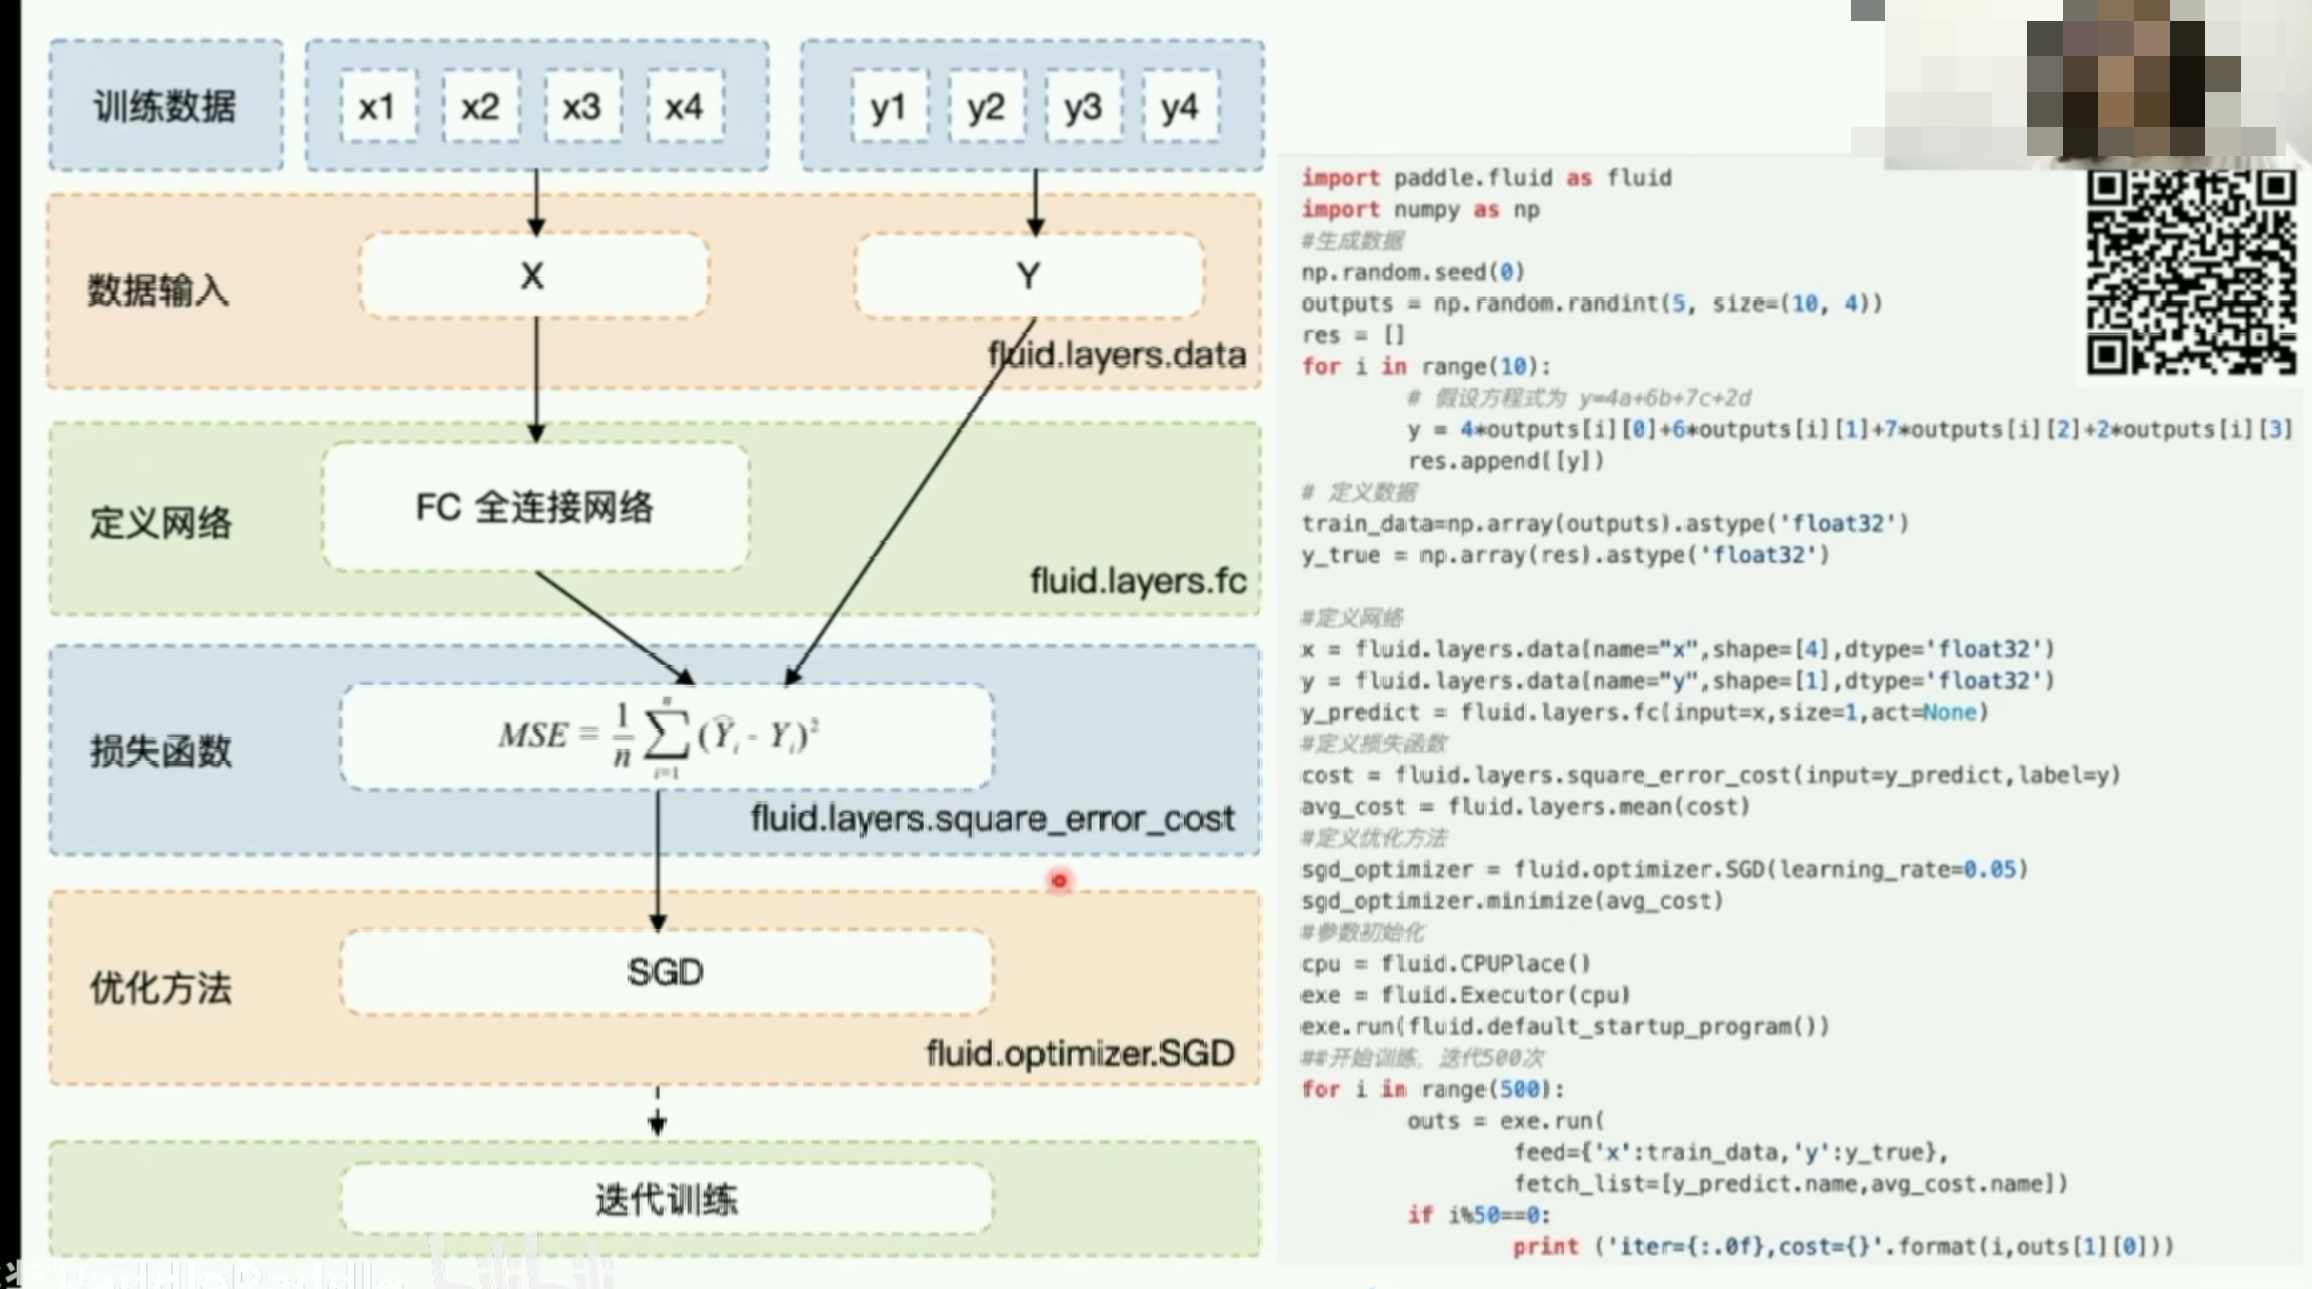 训练数据
x1 x2 x3 x4
y1 y2 y3 y4
数据输入
X
Y
fluid.layers.data
定义网络
FC 全连接网络
fluid.layers.fc
损失函数
MSE = 1/n ∑ i=1 n (Ŷi - Yi)²
fluid.layers.square_error_cost
优化方法
SGD
fluid.optimizer.SGD
迭代训练
import paddle.fluid as fluid
import numpy as np
#生成数据
np.random.seed(0)
outputs = np.random.randint(5, size=(10, 4))
res = []
for i in range(10):
# 假设方程式为 y=4a+6b+7c+2d
y = 4*outputs[i][0]+6*outputs[i][1]+7*outputs[i][2]+2*outputs[i][3]
res.append([y])
# 定义数据
train_data=np.array(outputs).astype('float32')
y_true = np.array(res).astype('float32')
#定义网络
x = fluid.layers.data(name="x",shape=[4],dtype='float32')
y = fluid.layers.data(name="y",shape=[1],dtype='float32')
y_predict = fluid.layers.fc(input=x,size=1,act=None)
#定义损失函数
cost = fluid.layers.square_error_cost(input=y_predict,label=y)
avg_cost = fluid.layers.mean(cost)
#定义优化方法
sgd_optimizer = fluid.optimizer.SGD(learning_rate=0.05)
sgd_optimizer.minimize(avg_cost)
#参数初始化
cpu = fluid.CPUPlace()
exe = fluid.Executor(cpu)
exe.run(fluid.default_startup_program())
##开始训练，迭代500次
for i in range(500):
outs = exe.run(
feed={'x':train_data,'y':y_true},
fetch_list=[y_predict.name,avg_cost.name])
if i%50==0:
print ('iter={:.0f},cost={}'.format(i,outs[1][0]))
PaddlePaddle